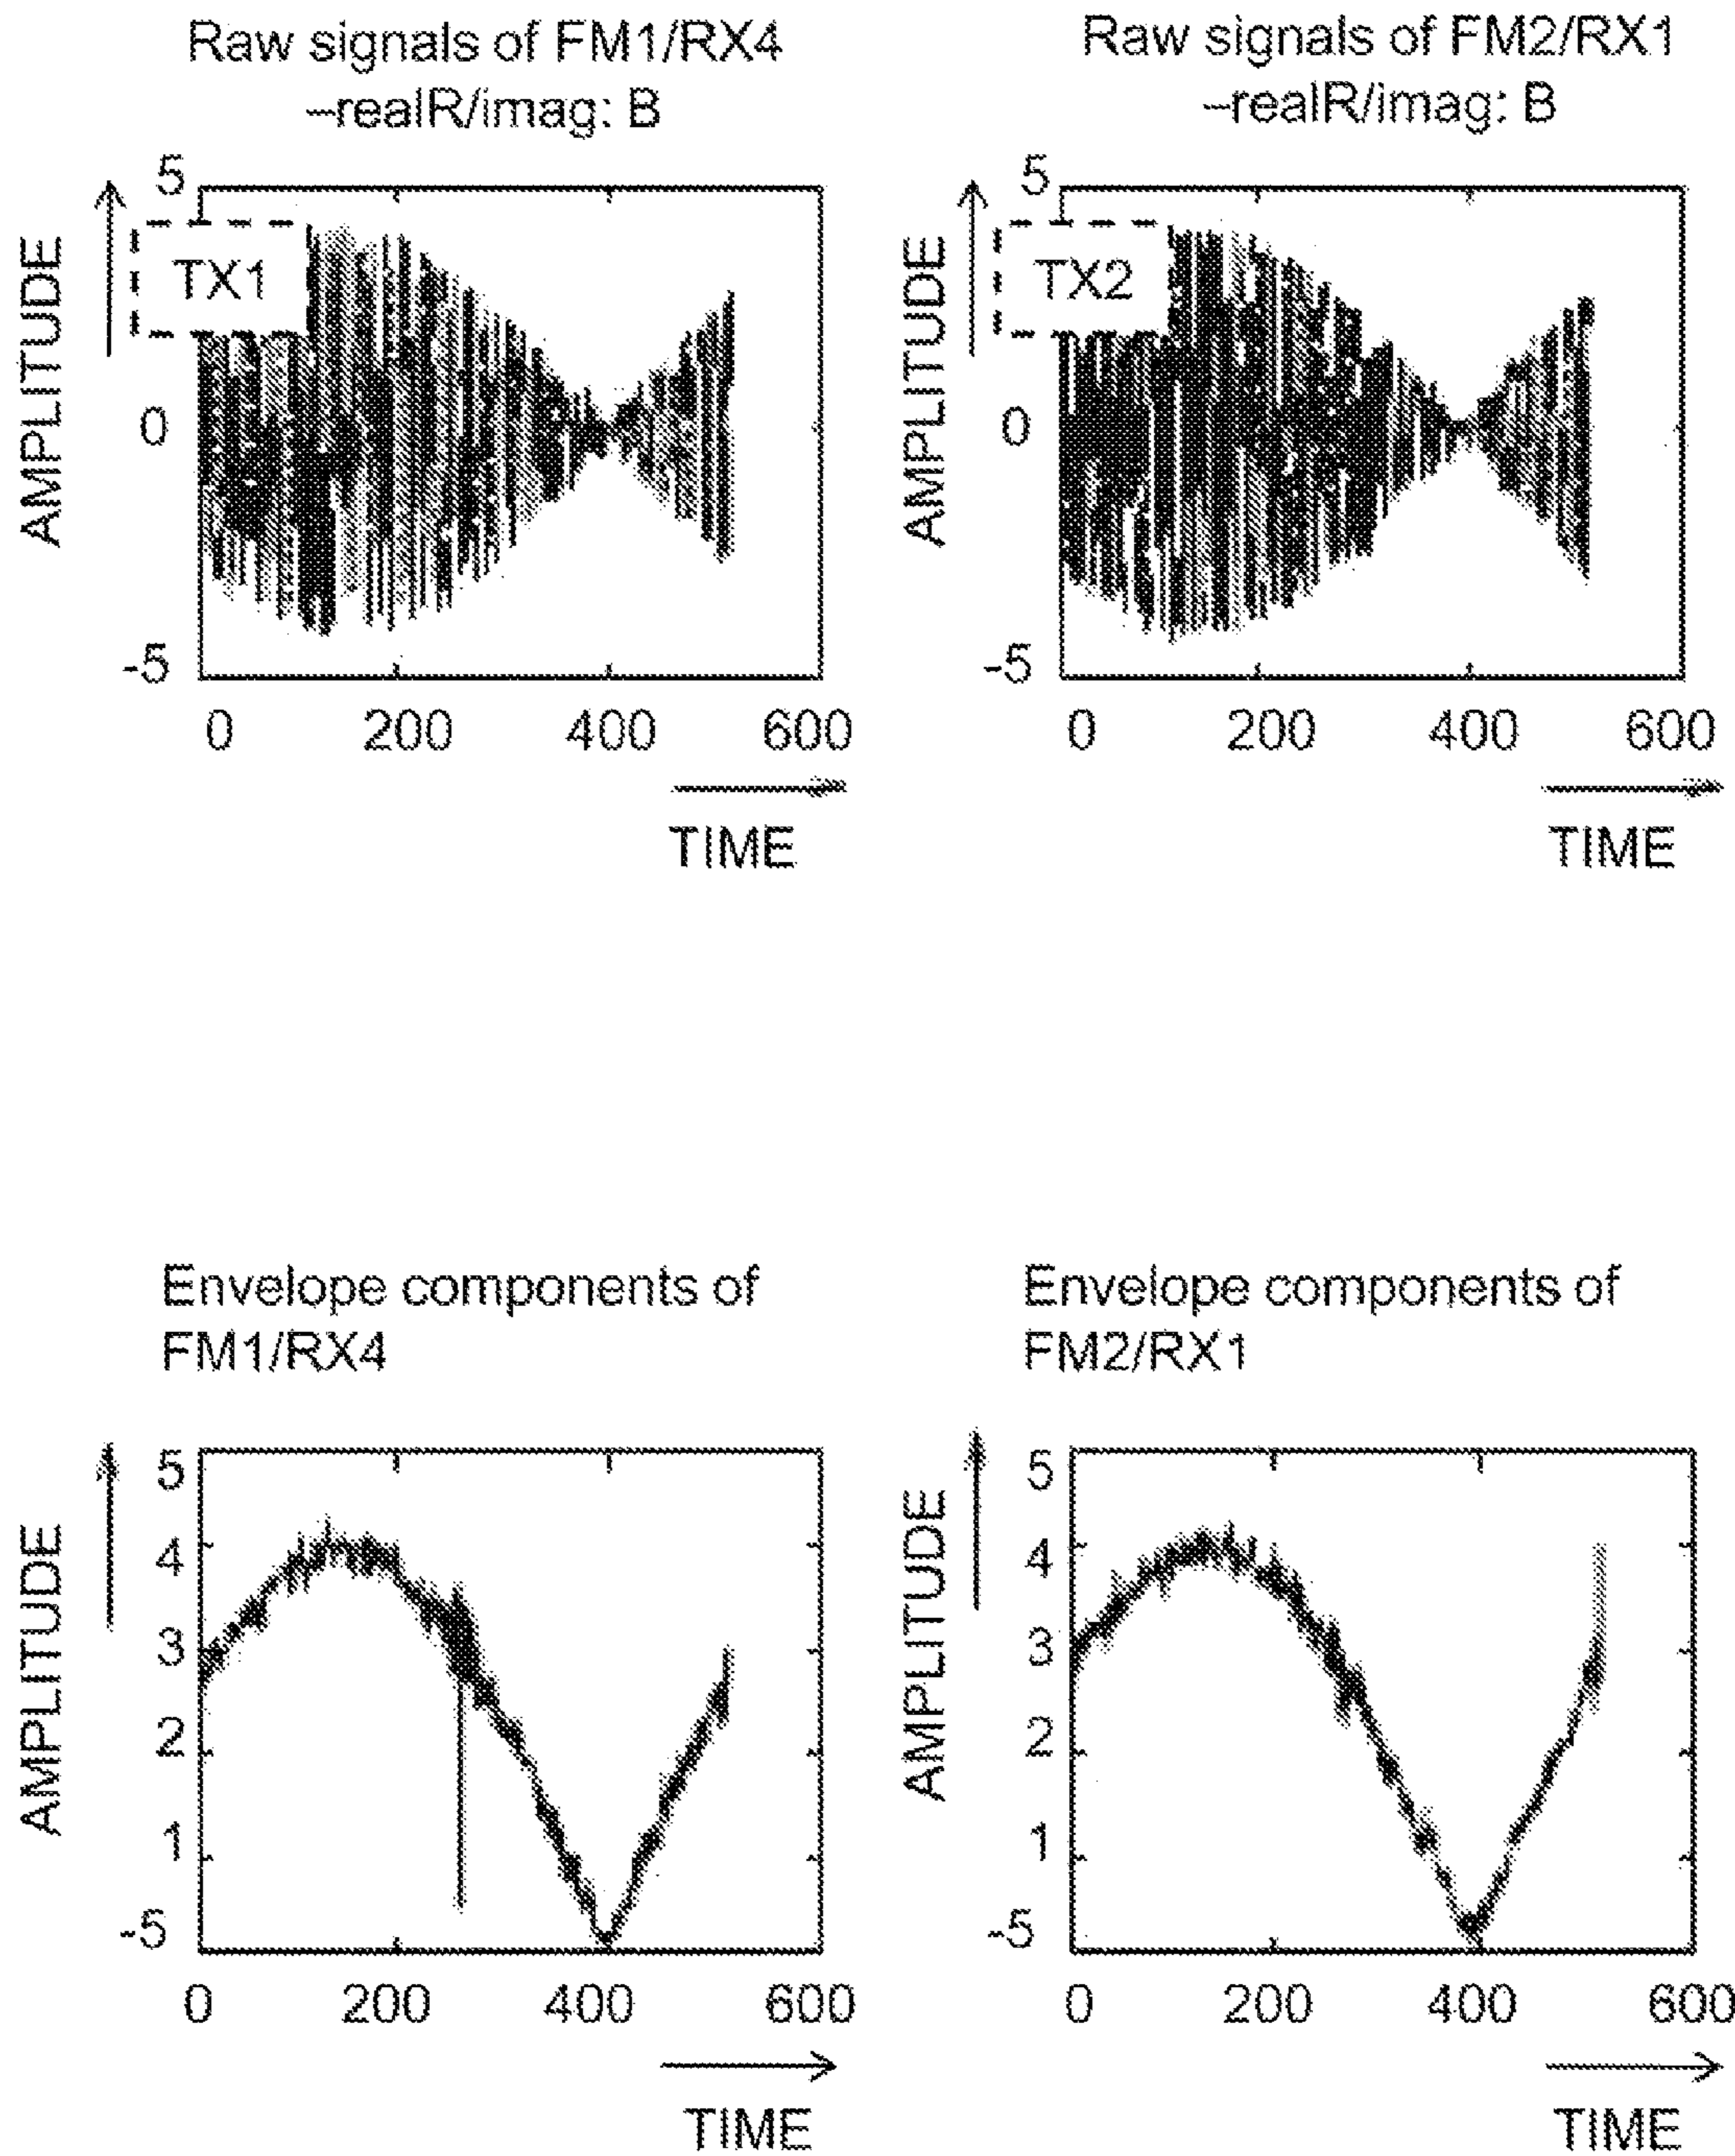 Raw signals of FM1/RX4
–realR/imag: B
AMPLITUDE
5
TX1
0
-5
0 200 400 600
TIME
Raw signals of FM2/RX1
–realR/imag: B
AMPLITUDE
5
TX2
0
-5
0 200 400 600
TIME
Envelope components of
FM1/RX4
AMPLITUDE
5
4
3
2
1
-5
0 200 400 600
TIME
Envelope components of
FM2/RX1
AMPLITUDE
5
4
3
2
1
-5
0 200 400 600
TIME